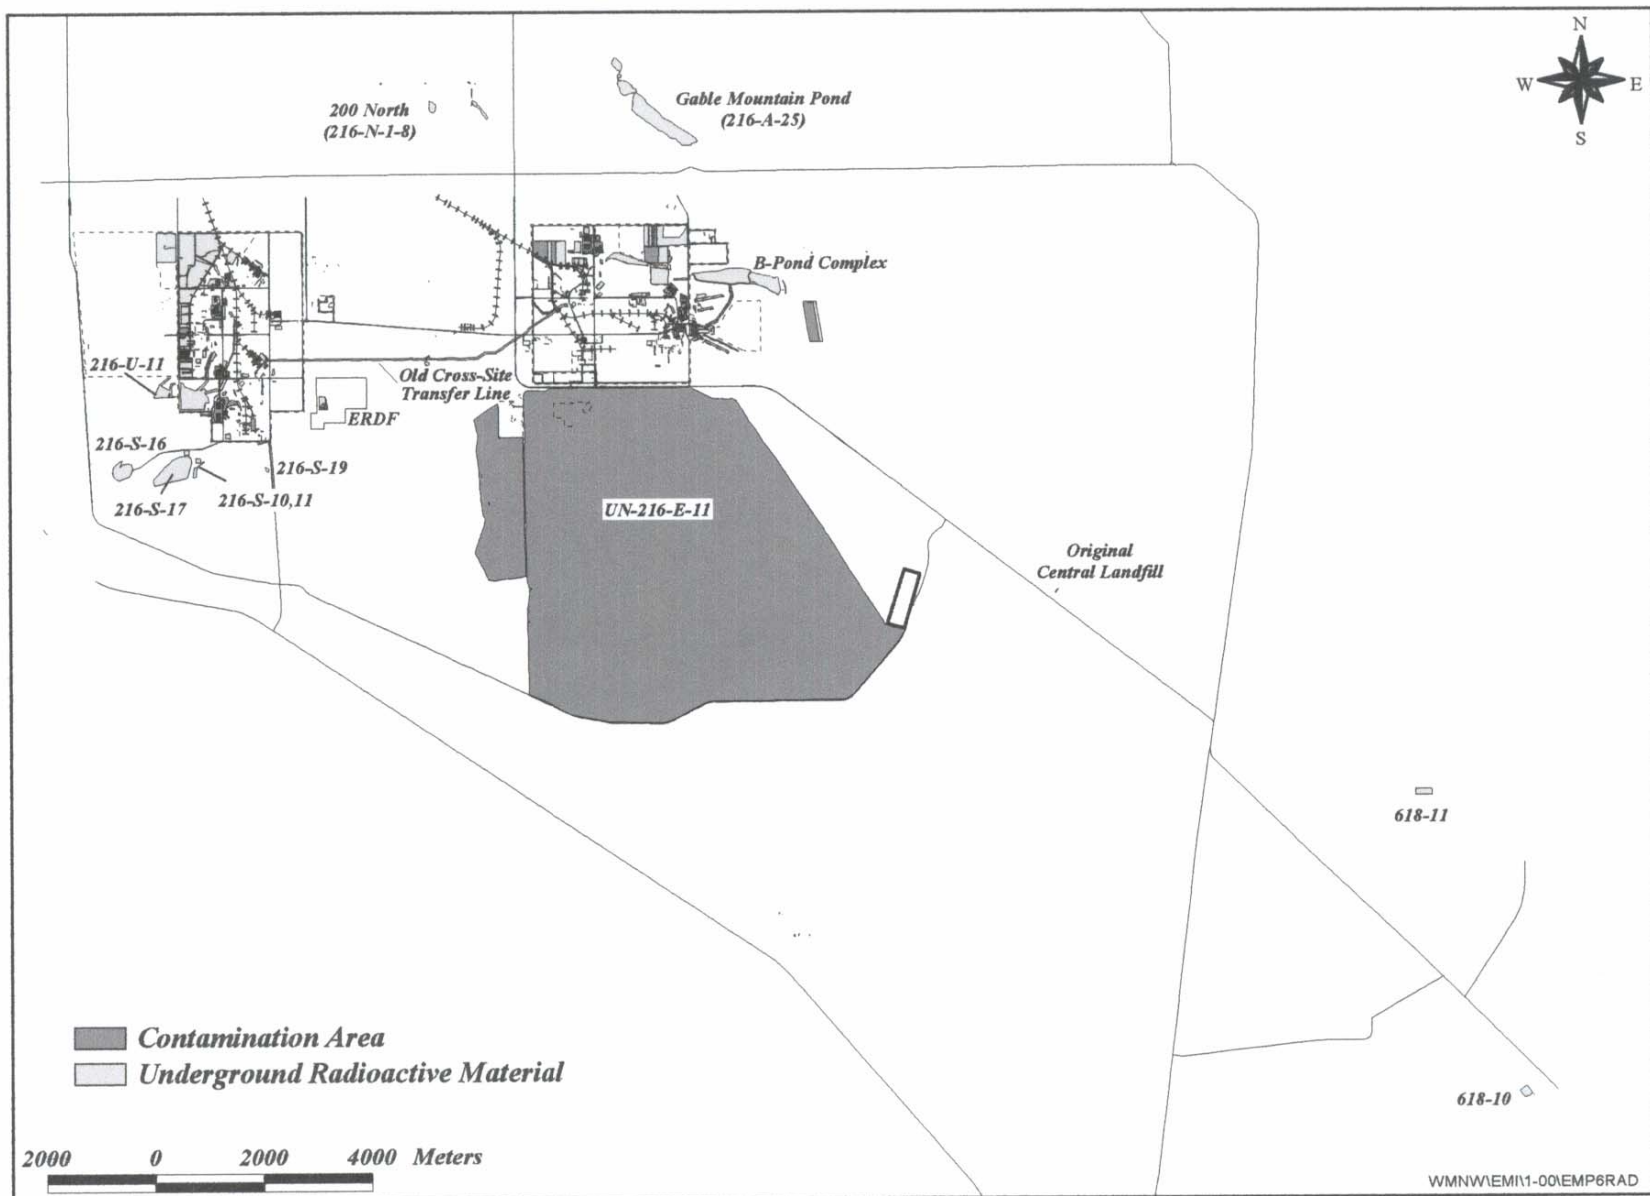 N
W E
S
200 North
(216-N-1-8)
Gable Mountain Pond
(216-A-25)
B-Pond Complex
216-U-11
Old Cross-Site
Transfer Line
ERDF
216-S-16
216-S-19
216-S-17
216-S-10,11
UN-216-E-11
Original
Central Landfill
618-11
618-10
Contamination Area
Underground Radioactive Material
2000 0 2000 4000 Meters
WMNW\EMI\1-00\EMP6RAD